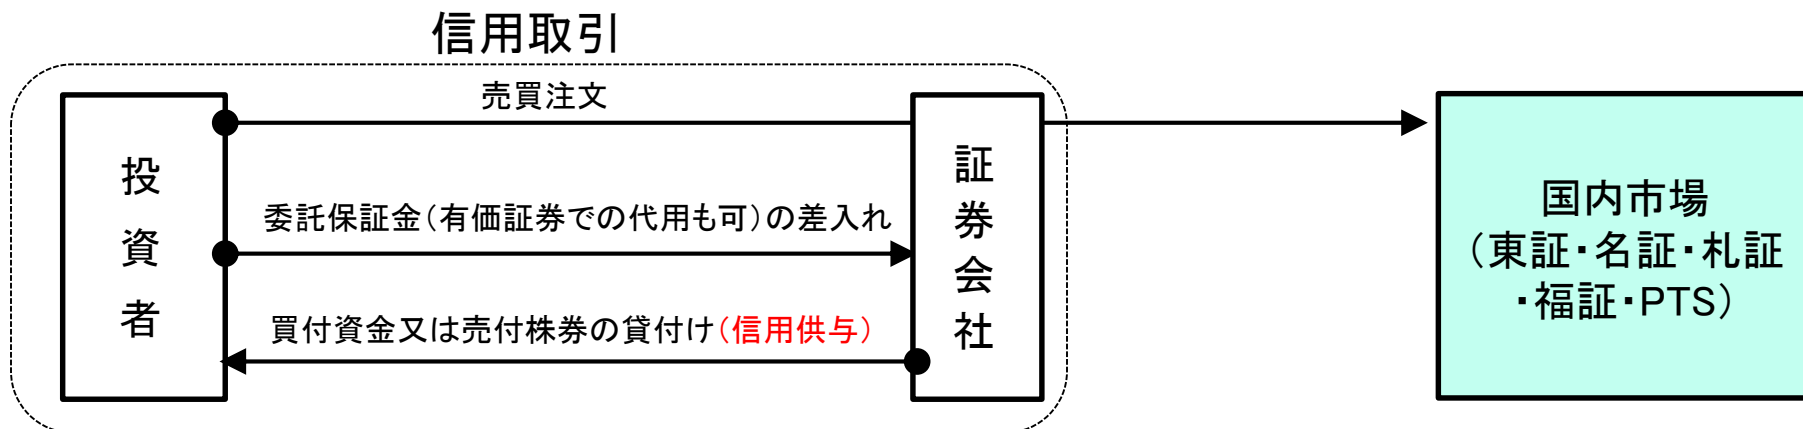 信用取引
売買注文
投資者
証券会社
委託保証金（有価証券での代用も可）の差入れ
買付資金又は売付株券の貸付け（信用供与）
国内市場
（東証・名証・札証
・福証・PTS）